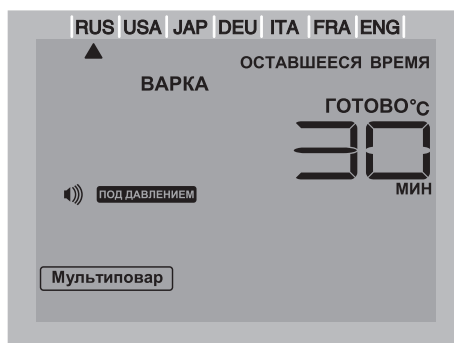 RUS USA JAP DEU ITA FRA ENG
ОСТАВШЕЕСЯ ВРЕМЯ
ВАРКА
ГОТОВО°C
30
МИН
ПОД ДАВЛЕНИЕМ
Мультиповар